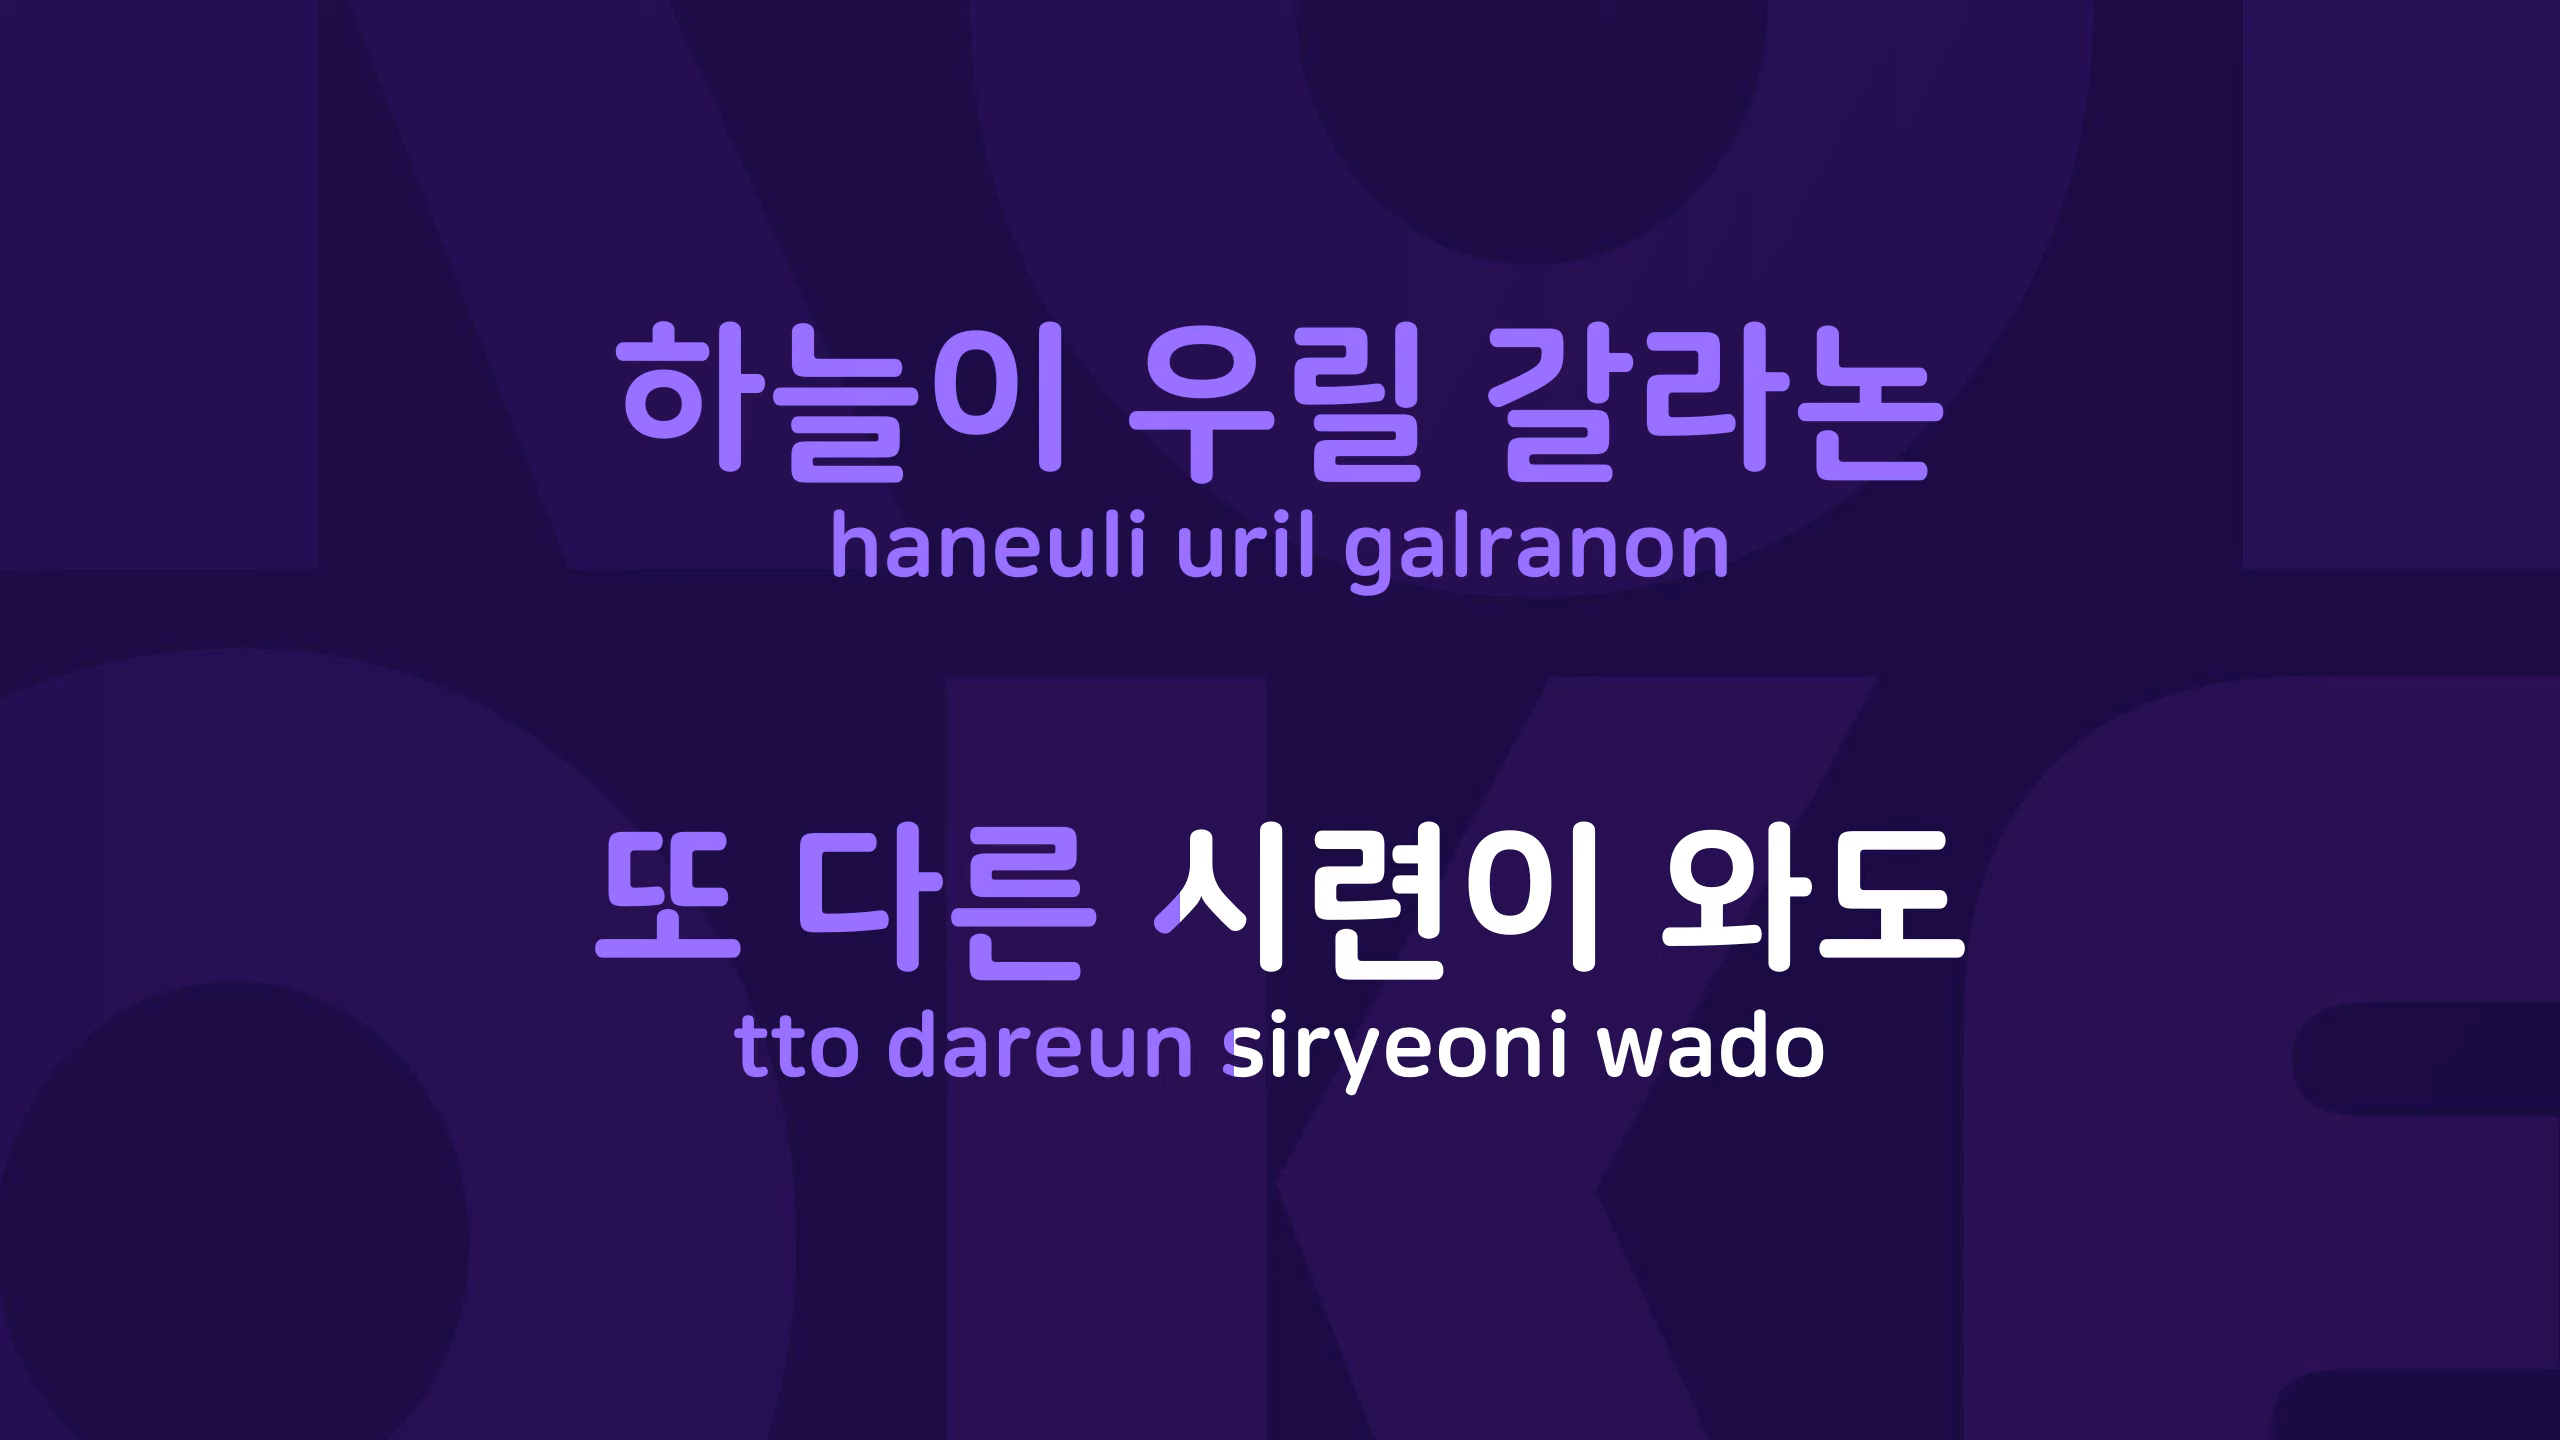 하늘이 우릴 갈라논
haneuli uril galranon
또 다른 시련이 와도
tto dareun siryeoni wado